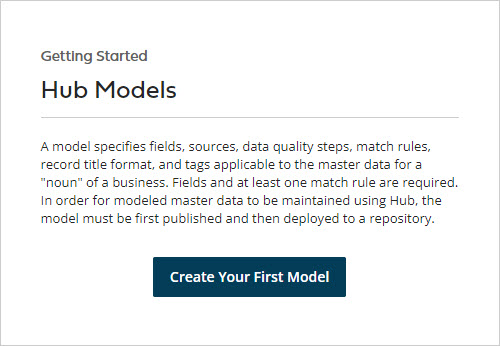 Getting Started
Hub Models
A model specifies fields, sources, data quality steps, match rules,
record title format, and tags applicable to the master data for a
"noun" of a business. Fields and at least one match rule are required.
In order for modeled master data to be maintained using Hub, the
model must be first published and then deployed to a repository.
Create Your First Model